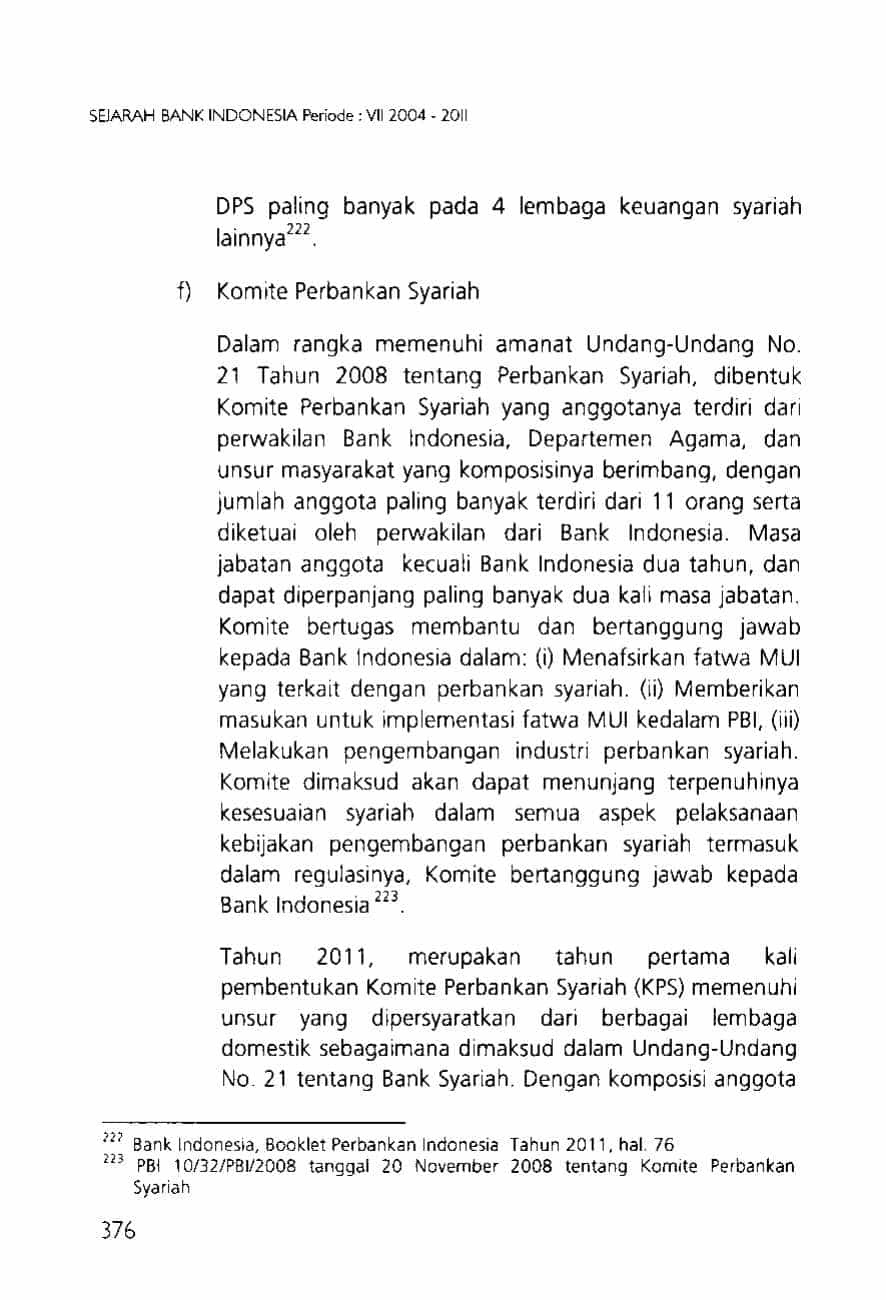 SEJARAH BANK INDONESIA Periode : VII 2004 - 2011
DPS paling banyak pada 4 lembaga keuangan syariah
lainnya222.
f) Komite Perbankan Syariah
Dalam rangka memenuhi amanat Undang-Undang No.
21 Tahun 2008 tentang Perbankan Syariah, dibentuk
Komite Perbankan Syariah yang anggotanya terdiri dari
perwakilan Bank Indonesia, Departemen Agama, dan
unsur masyarakat yang komposisinya berimbang, dengan
jumlah anggota paling banyak terdiri dari 11 orang serta
diketuai oleh perwakilan dari Bank Indonesia. Masa
jabatan anggota kecuali Bank Indonesia dua tahun, dan
dapat diperpanjang paling banyak dua kali masa jabatan.
Komite bertugas membantu dan bertanggung jawab
kepada Bank Indonesia dalam: (i) Menafsirkan fatwa MUI
yang terkait dengan perbankan syariah. (ii) Memberikan
masukan untuk implementasi fatwa MUI kedalam PBI, (iii)
Melakukan pengembangan industri perbankan syariah.
Komite dimaksud akan dapat menunjang terpenuhinya
kesesuaian syariah dalam semua aspek pelaksanaan
kebijakan pengembangan perbankan syariah termasuk
dalam regulasinya, Komite bertanggung jawab kepada
Bank Indonesia 223.
Tahun 2011, merupakan tahun pertama kali
pembentukan Komite Perbankan Syariah (KPS) memenuhi
unsur yang dipersyaratkan dari berbagai lembaga
domestik sebagaimana dimaksud dalam Undang-Undang
No. 21 tentang Bank Syariah. Dengan komposisi anggota
222 Bank Indonesia, Booklet Perbankan Indonesia Tahun 2011, hal. 76
223 PBI 10/32/PBI/2008 tanggal 20 November 2008 tentang Komite Perbankan
Syariah
376